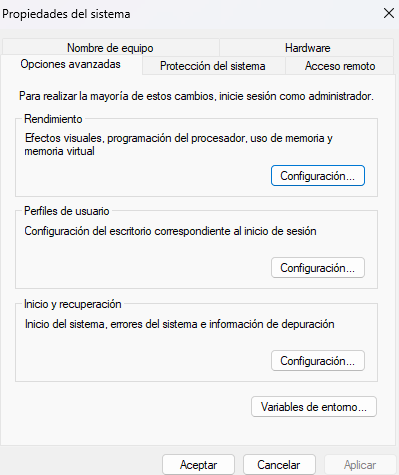 Propiedades del sistema
Nombre de equipo
Hardware
Opciones avanzadas
Protección del sistema
Acceso remoto
Para realizar la mayoría de estos cambios, inicie sesión como administrador.
Rendimiento
Efectos visuales, programación del procesador, uso de memoria y
memoria virtual
Configuración...
Perfiles de usuario
Configuración del escritorio correspondiente al inicio de sesión
Configuración...
Inicio y recuperación
Inicio del sistema, errores del sistema e información de depuración
Configuración...
Variables de entorno...
Aceptar
Cancelar
Aplicar